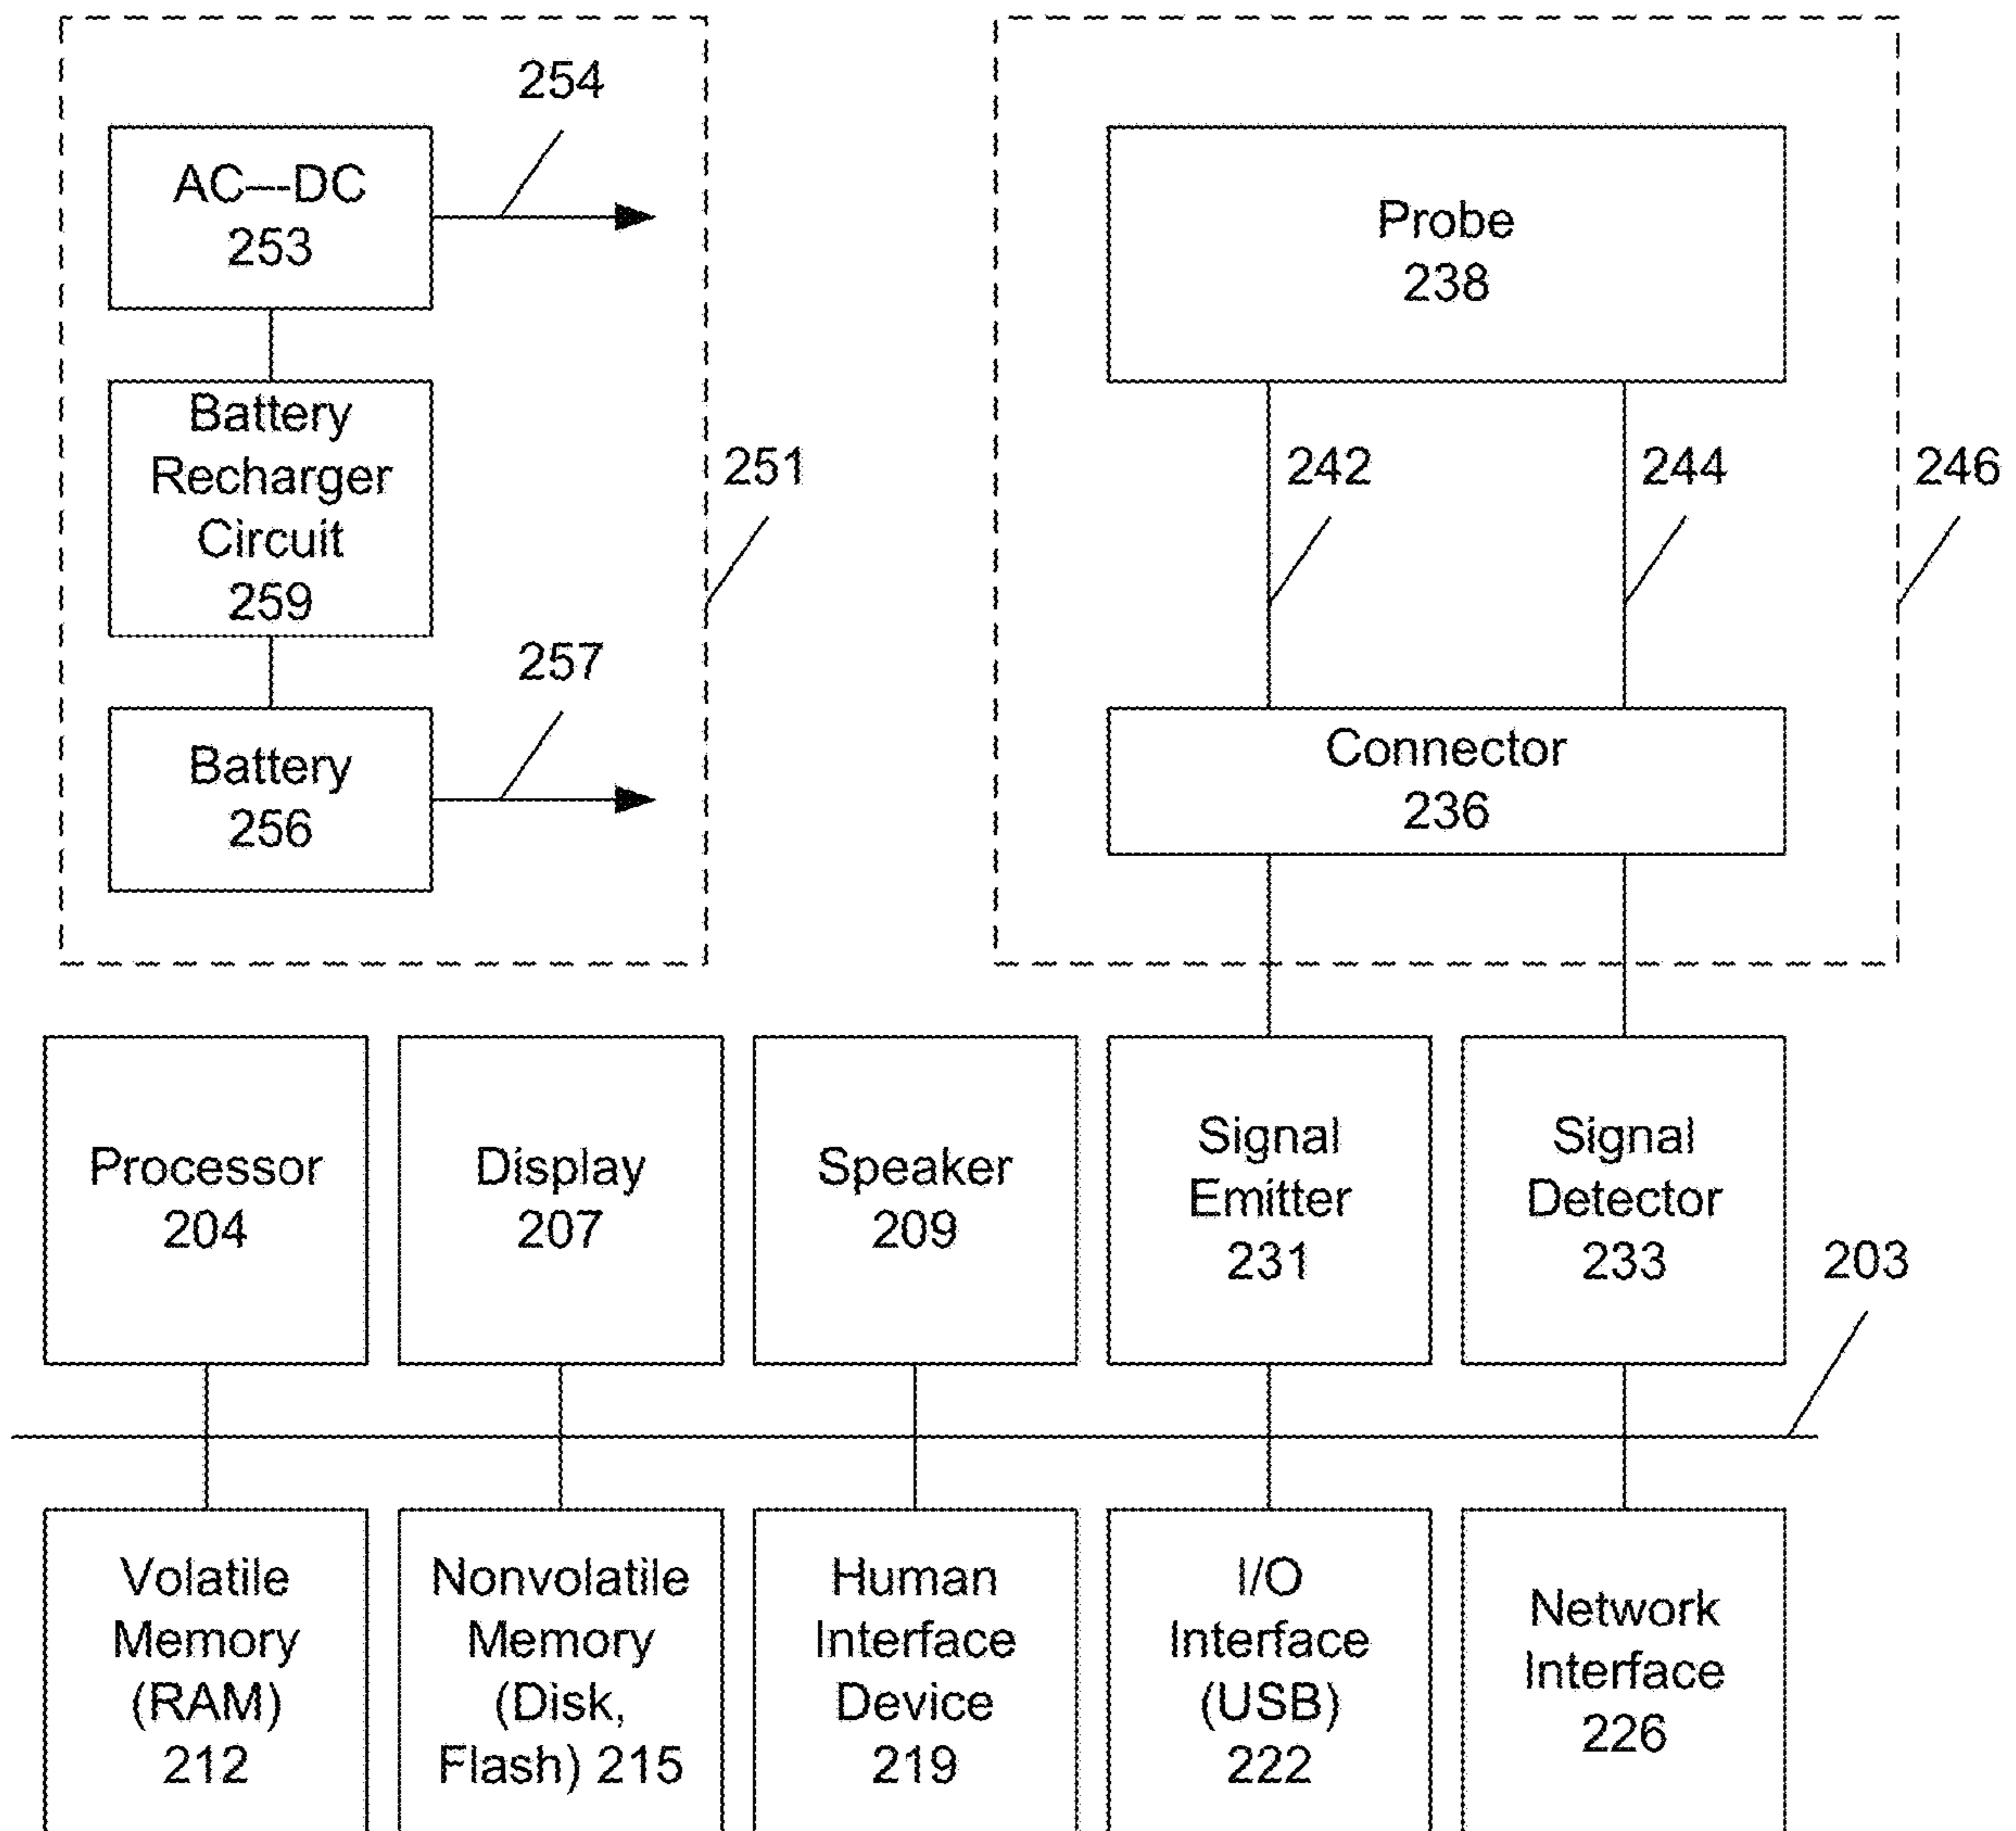 254
AC---DC
253
Battery
Recharger
Circuit
259
251
257
Battery
256
Probe
238
242
244
246
Connector
236
Processor
204
Display
207
Speaker
209
Signal
Emitter
231
Signal
Detector
233
203
Volatile
Memory
(RAM)
212
Nonvolatile
Memory
(Disk,
Flash) 215
Human
Interface
Device
219
I/O
Interface
(USB)
222
Network
Interface
226